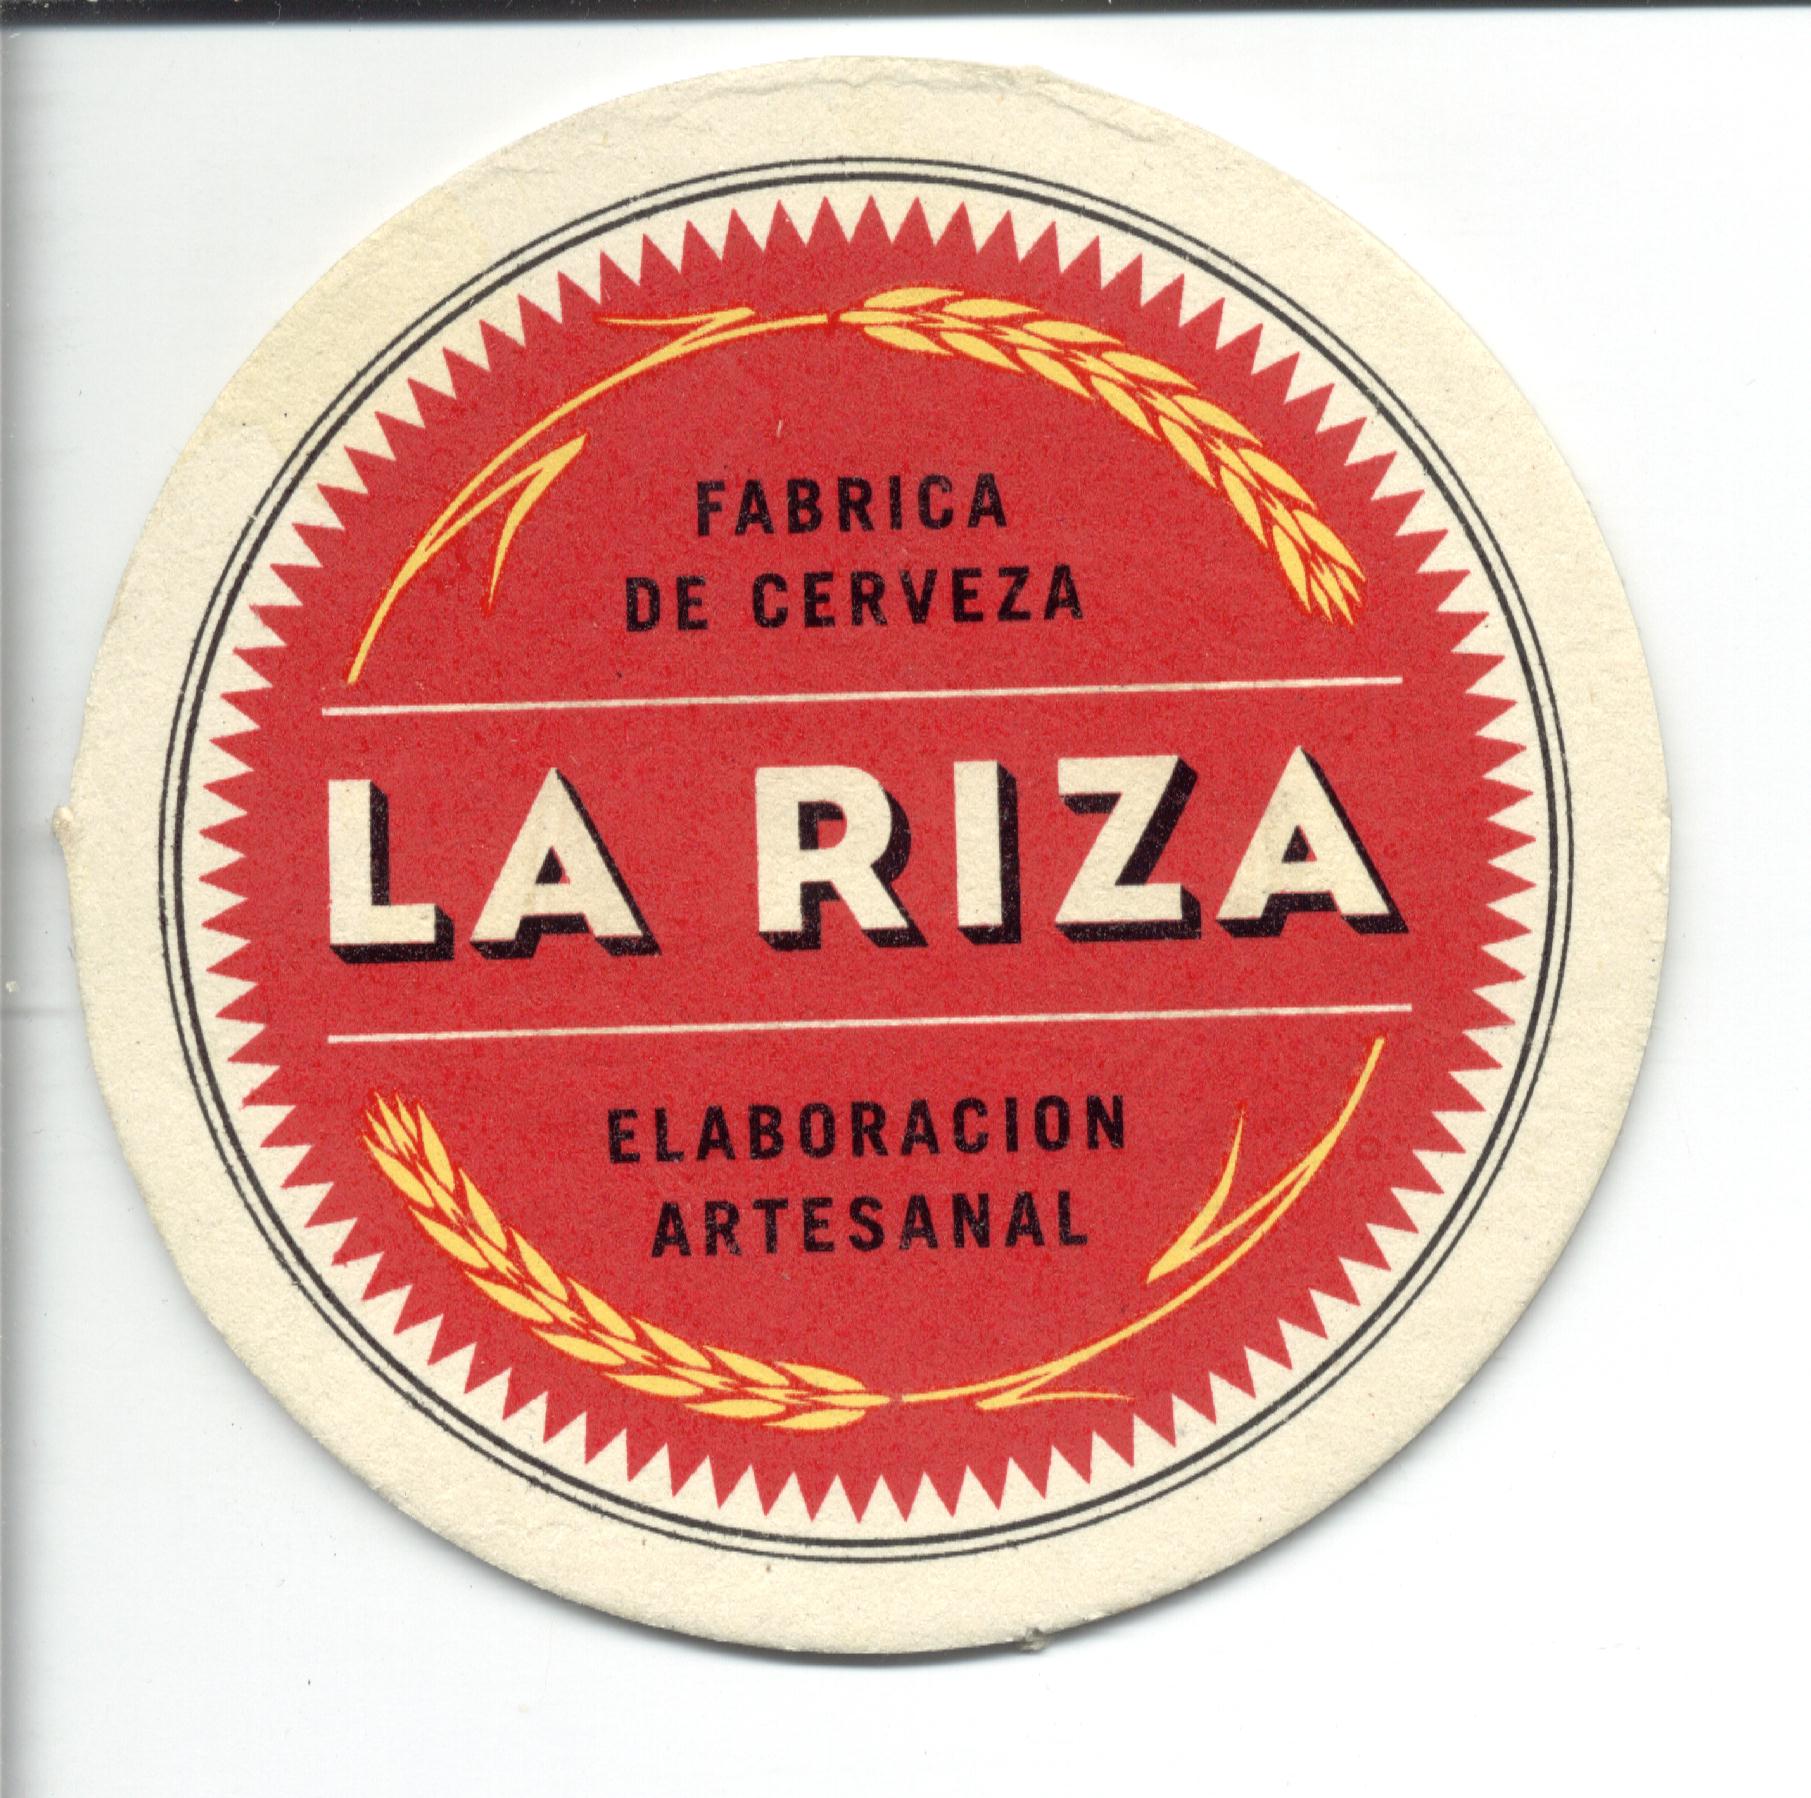 FABRICA
DE CERVEZA
LA RIZA
ELABORACION
ARTESANAL